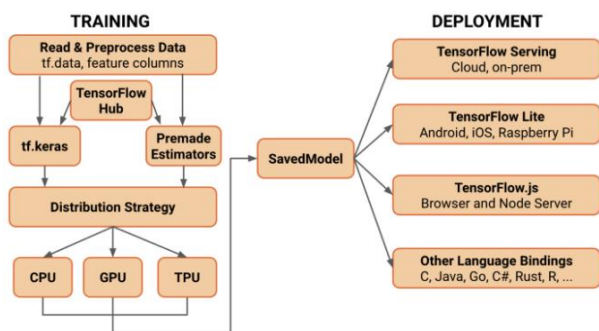 TRAINING
Read & Preprocess Data
tf.data, feature columns
TensorFlow
Hub
tf.keras
Premade
Estimators
Distribution Strategy
CPU
GPU
TPU
SavedModel
DEPLOYMENT
TensorFlow Serving
Cloud, on-prem
TensorFlow Lite
Android, iOS, Raspberry Pi
TensorFlow.js
Browser and Node Server
Other Language Bindings
C, Java, Go, C#, Rust, R, ...